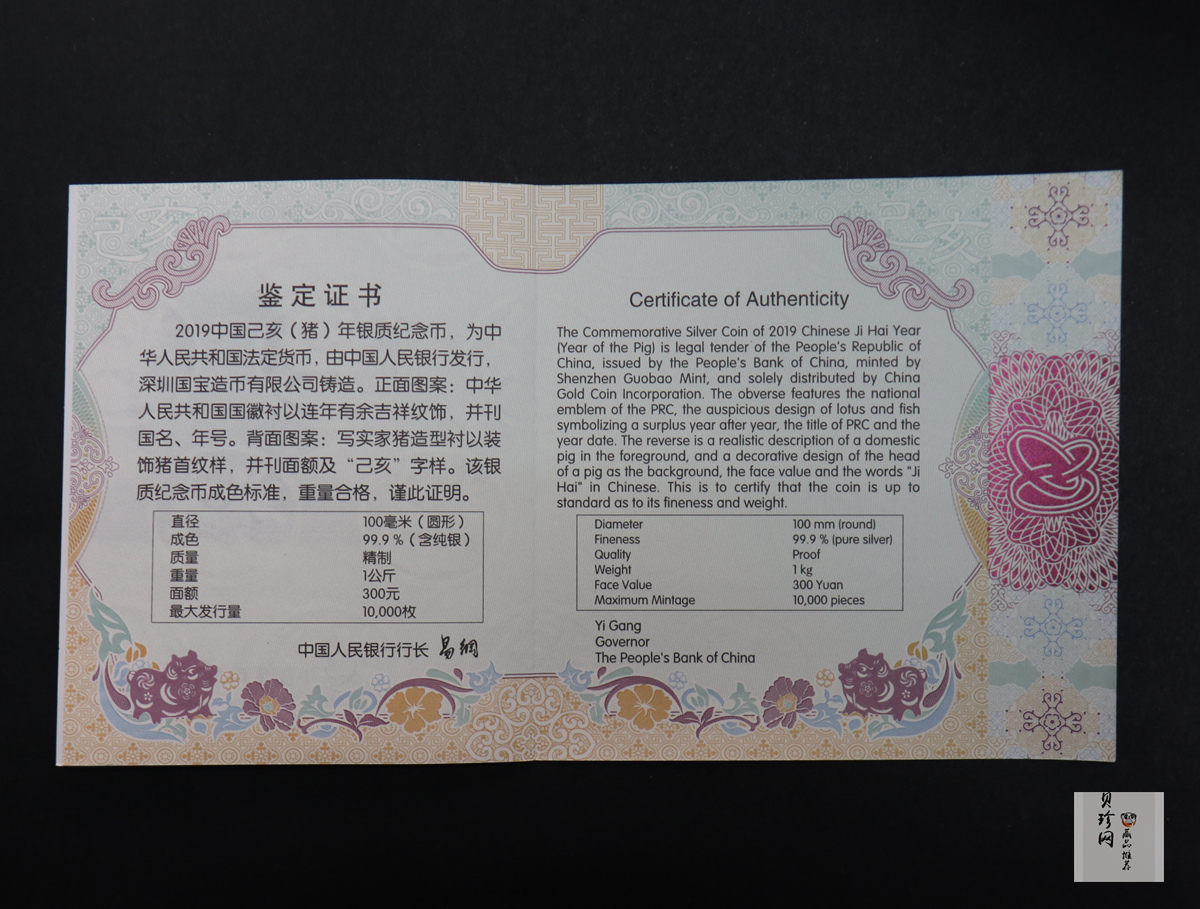 鉴定证书
2019中国己亥（猪）年银质纪念币，为中
华人民共和国法定货币，由中国人民银行发行，
深圳国宝造币有限公司铸造。正面图案：中华
人民共和国国徽衬以连年有余吉祥纹饰，并刊
国名、年号。背面图案：写实家猪造型衬以装
饰猪首纹样，并刊面额及“己亥”字样。该银
质纪念币成色标准，重量合格，谨此证明。
直径 100毫米（圆形）
成色 99.9％（含纯银）
质量 精制
重量 1公斤
面额 300元
最大发行量 10,000枚
中国人民银行行长 易纲
Certificate of Authenticity
The Commemorative Silver Coin of 2019 Chinese Ji Hai Year
(Year of the Pig) is legal tender of the People's Republic of
China, issued by the People's Bank of China, minted by
Shenzhen Guobao Mint, and solely distributed by China
Gold Coin Incorporation. The obverse features the national
emblem of the PRC, the auspicious design of lotus and fish
symbolizing a surplus year after year, the title of PRC and the
year date. The reverse is a realistic description of a domestic
pig in the foreground, and a decorative design of the head
of a pig as the background, the face value and the words "Ji
Hai" in Chinese. This is to certify that the coin is up to
standard as to its fineness and weight.
Diameter 100 mm (round)
Fineness 99.9 % (pure silver)
Quality Proof
Weight 1 kg
Face Value 300 Yuan
Maximum Mintage 10,000 pieces
Yi Gang
Governor
The People's Bank of China
己亥
己亥
贝珍网
藏品推荐